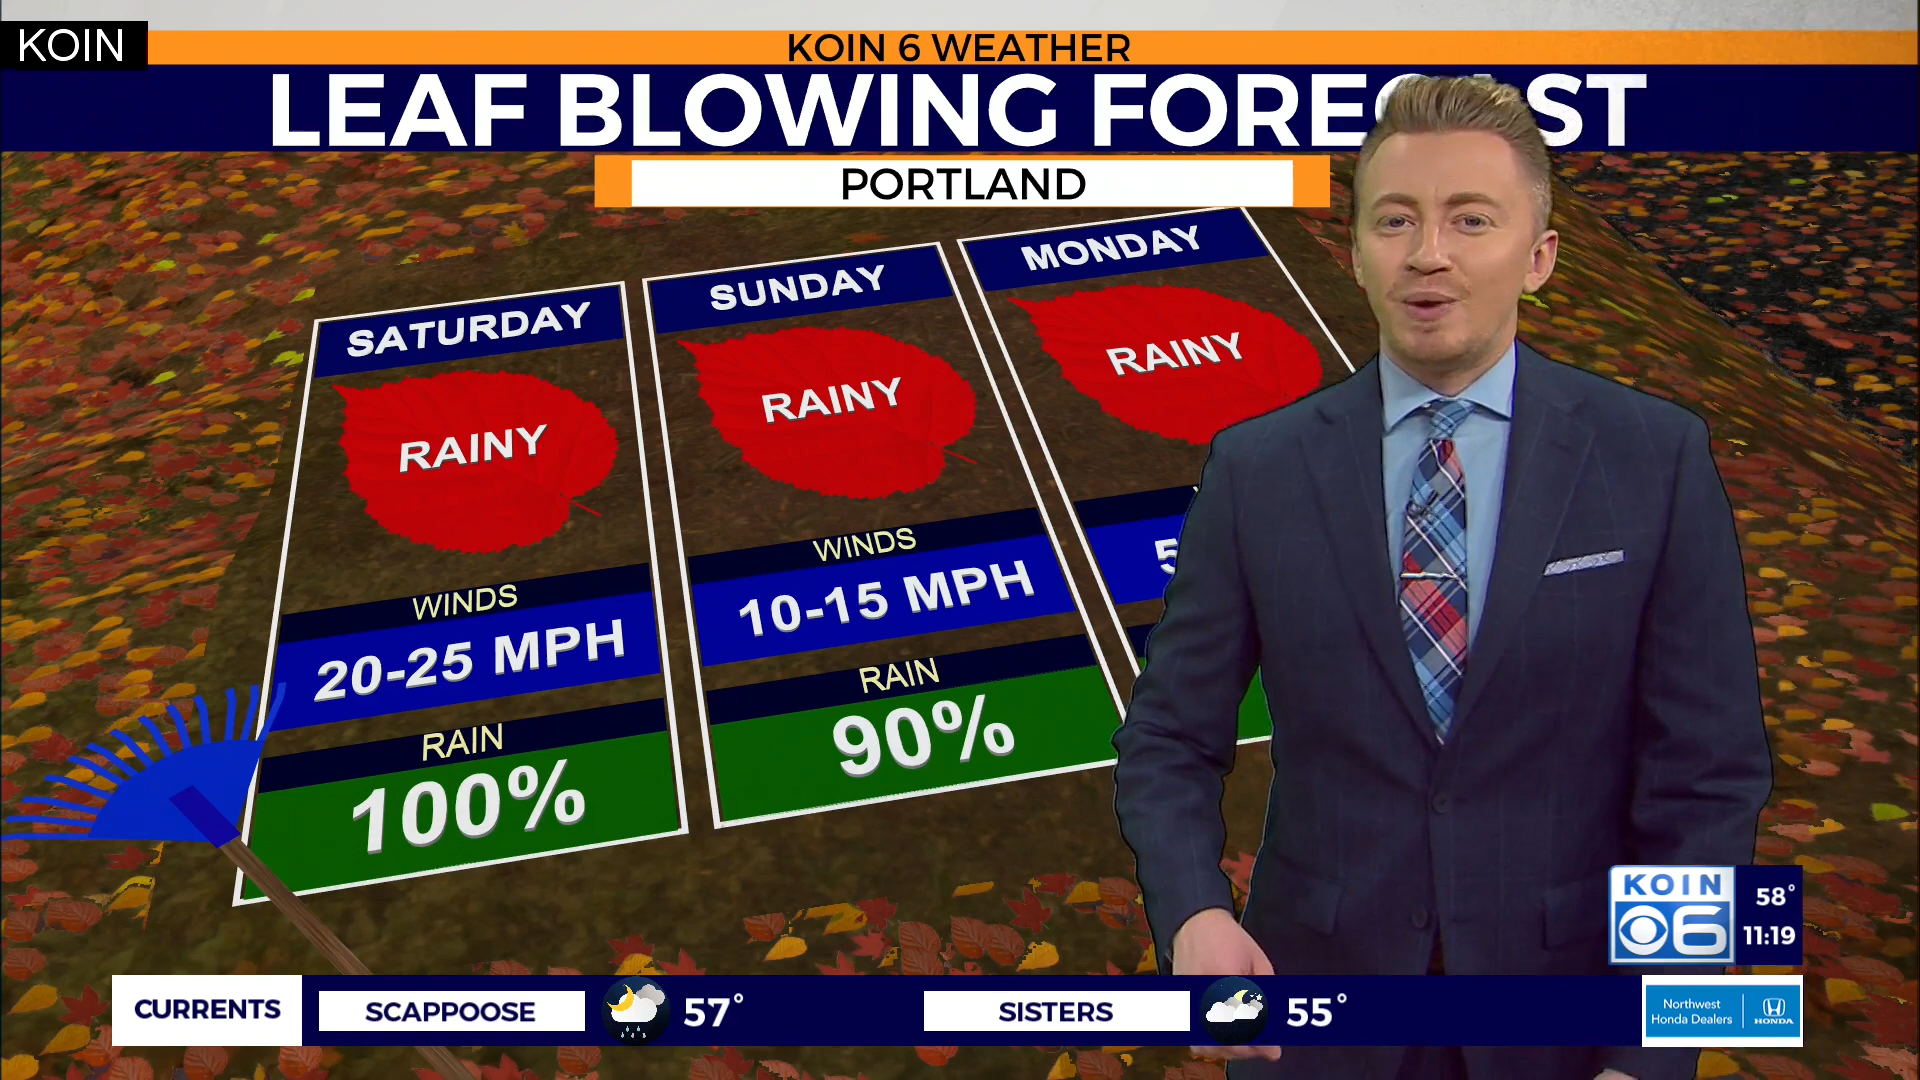 KOIN
KOIN 6 WEATHER
LEAF BLOWING FORECAST
PORTLAND
SATURDAY
RAINY
WINDS
20-25 MPH
RAIN
100%
SUNDAY
RAINY
WINDS
10-15 MPH
RAIN
90%
MONDAY
RAINY
5
KOIN
6
58°
11:19
CURRENTS
SCAPPOOSE
57°
SISTERS
55°
Northwest
Honda Dealers
HONDA